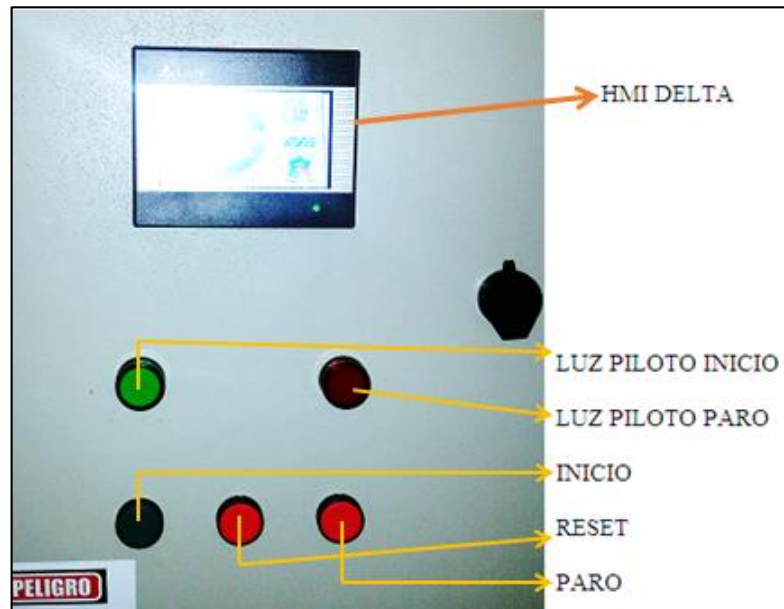 HMI DELTA
LUZ PILOTO INICIO
LUZ PILOTO PARO
INICIO
RESET
PARO
PELIGRO